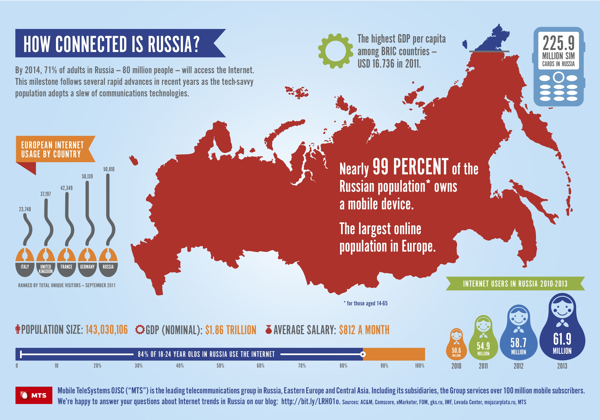 HOW CONNECTED IS RUSSIA?
By 2014, 71% of adults in Russia – 80 million people – will access the Internet.
This milestone follows several rapid advances in recent years as the tech-savvy
population adopts a slew of communications technologies.
The highest GDP per capita
among BRIC countries –
USD 16.736 in 2011.
225.9
MILLION SIM
CARDS IN RUSSIA
EUROPEAN INTERNET
USAGE BY COUNTRY
23,740
37,197
42,348
50,139
50,810
ITALY
UNITED
KINGDOM
FRANCE
GERMANY
RUSSIA
RANKED BY TOTAL UNIQUE VISITORS – SEPTEMBER 2011
Nearly 99 PERCENT of the
Russian population* owns
a mobile device.
The largest online
population in Europe.
* for those aged 14-65
INTERNET USERS IN RUSSIA 2010-2013
MILLION
2010
54.9
MILLION
2011
58.7
MILLION
2012
61.9
MILLION
2013
POPULATION SIZE: 143,030,106
GDP (NOMINAL): $1.86 TRILLION
AVERAGE SALARY: $812 A MONTH
84% OF 18-24 YEAR OLDS IN RUSSIA USE THE INTERNET
0 10 20% 30% 40% 50% 60% 70% 80% 90% 100%
MTS
Mobile TeleSystems OJSC ("MTS") is the leading telecommunications group in Russia, Eastern Europe and Central Asia. Including its subsidiaries, the Group services over 100 million mobile subscribers.
We're happy to answer your questions about Internet trends in Russia on our blog: http://bit.ly/LRHO1o. Sources: AC&M, Comscore, eMarketer, FOM, gks.ru, IMF, Levada Center, mojazarplata.ru, MTS